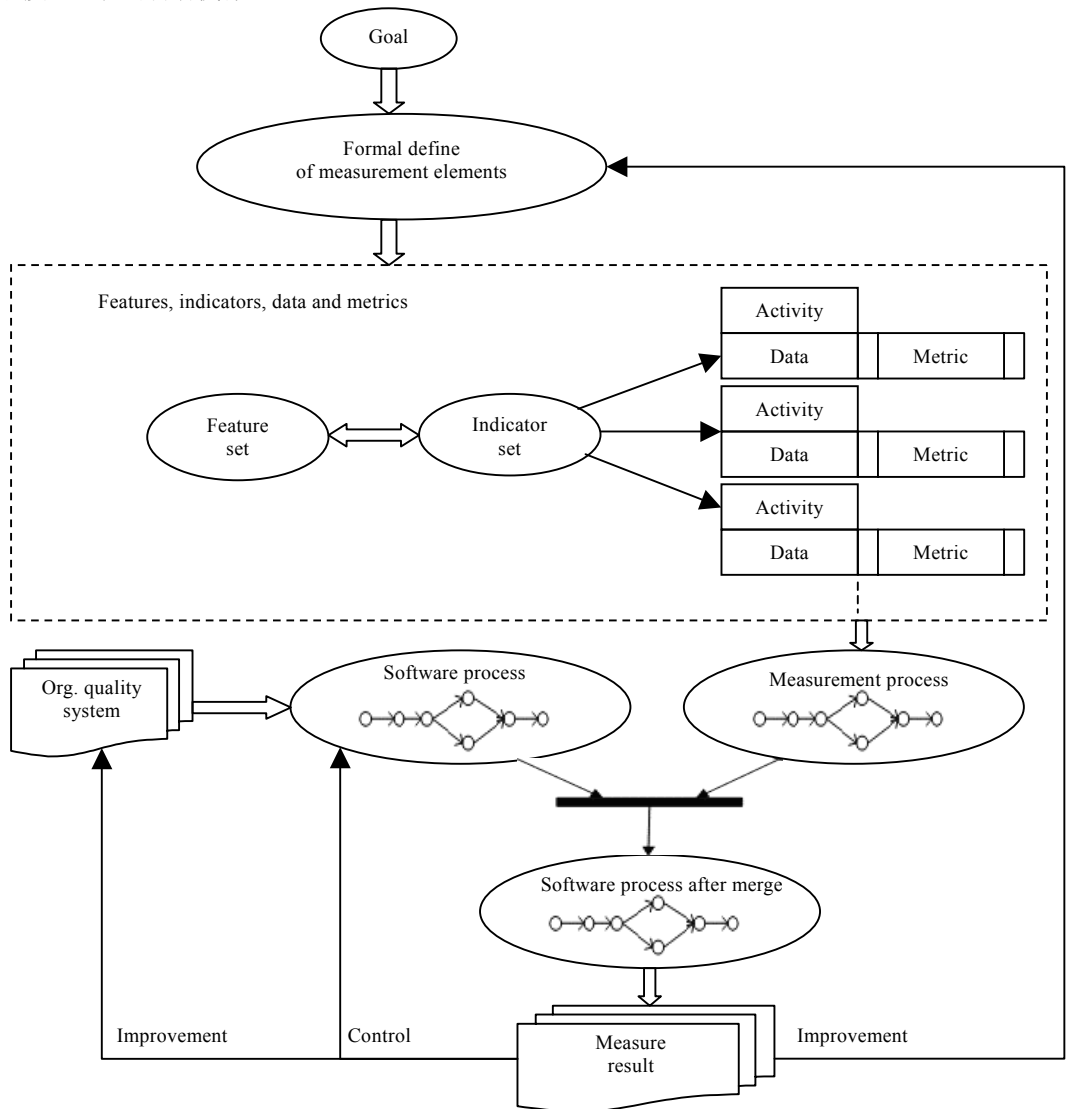 Goal
Formal define
of measurement elements
Features, indicators, data and metrics
Activity
Data
Metric
Feature
set
Indicator
set
Activity
Data
Metric
Activity
Data
Metric
Org. quality
system
Software process
Measurement process
Software process after merge
Improvement
Control
Measure
result
Improvement